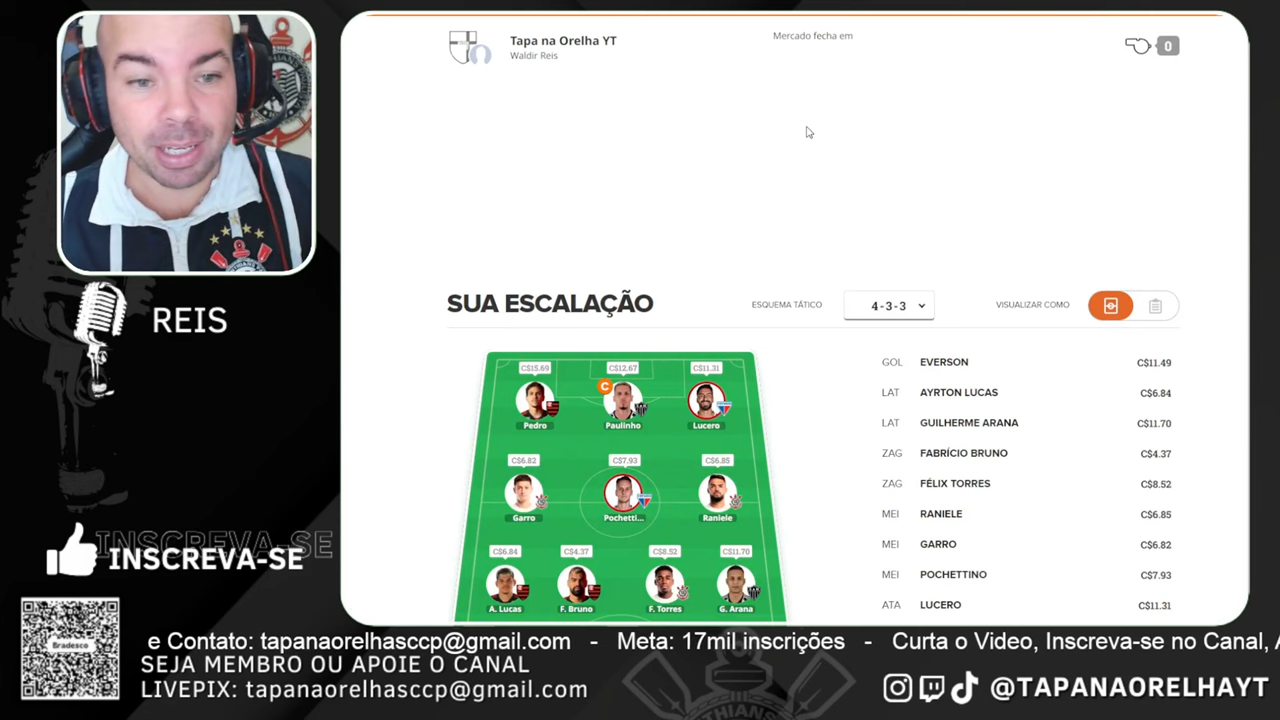 Tapa na Orelha YT
Waldir Reis
Mercado fecha em
0
REIS
SUA ESCALAÇÃO
ESQUEMA TÁTICO
4-3-3
VISUALIZAR COMO
C$15.69
C
C$12.67
C$11.31
Pedro
Paulinho
Lucero
C$6.82
C$7.93
C$6.85
Garro
Pochetti...
Raniele
C$6.84
C$4.37
C$8.52
C$11.70
A. Lucas
F. Bruno
F. Torres
G. Arana
GOL EVERSON C$11.49
LAT AYRTON LUCAS C$6.84
LAT GUILHERME ARANA C$11.70
ZAG FABRÍCIO BRUNO C$4.37
ZAG FÉLIX TORRES C$8.52
MEI RANIELE C$6.85
MEI GARRO C$6.82
MEI POCHETTINO C$7.93
ATA LUCERO C$11.31
INSCREVA-SE
INSCREVA-SE
Bradesco
e Contato: tapanaorelhasccp@gmail.com - Meta: 17mil inscrições - Curta o Video, Inscreva-se no Canal, A
SEJA MEMBRO OU APOIE O CANAL
LIVEPIX: tapanaorelhasccp@gmail.com
@TAPANAORELHAYT